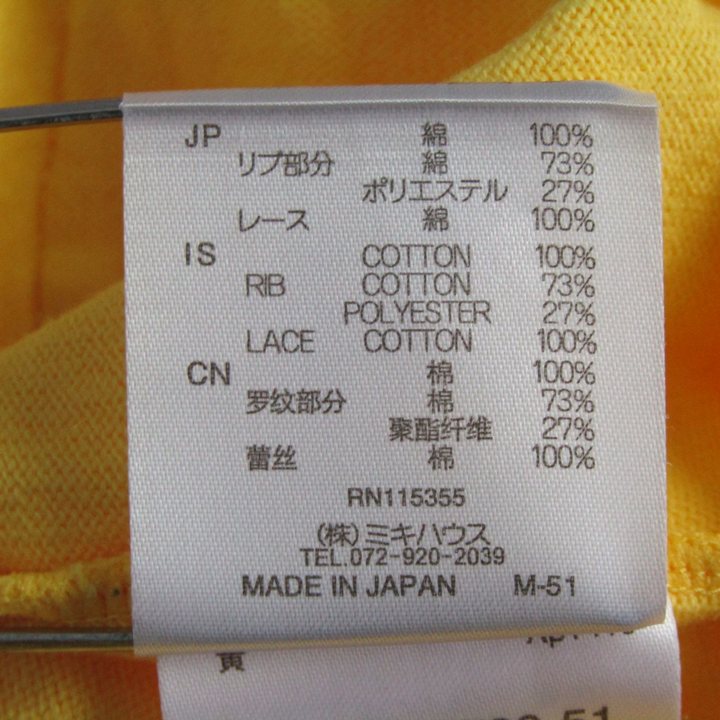 JP 綿 100%
リブ部分 綿 73%
ポリエステル 27%
レース 綿 100%
IS COTTON 100%
RIB COTTON 73%
POLYESTER 27%
LACE COTTON 100%
CN 棉 100%
罗纹部分 棉 73%
聚酯纤维 27%
蕾丝 棉 100%
RN115355
(株)ミキハウス
TEL.072-920-2039
MADE IN JAPAN M-51
黄